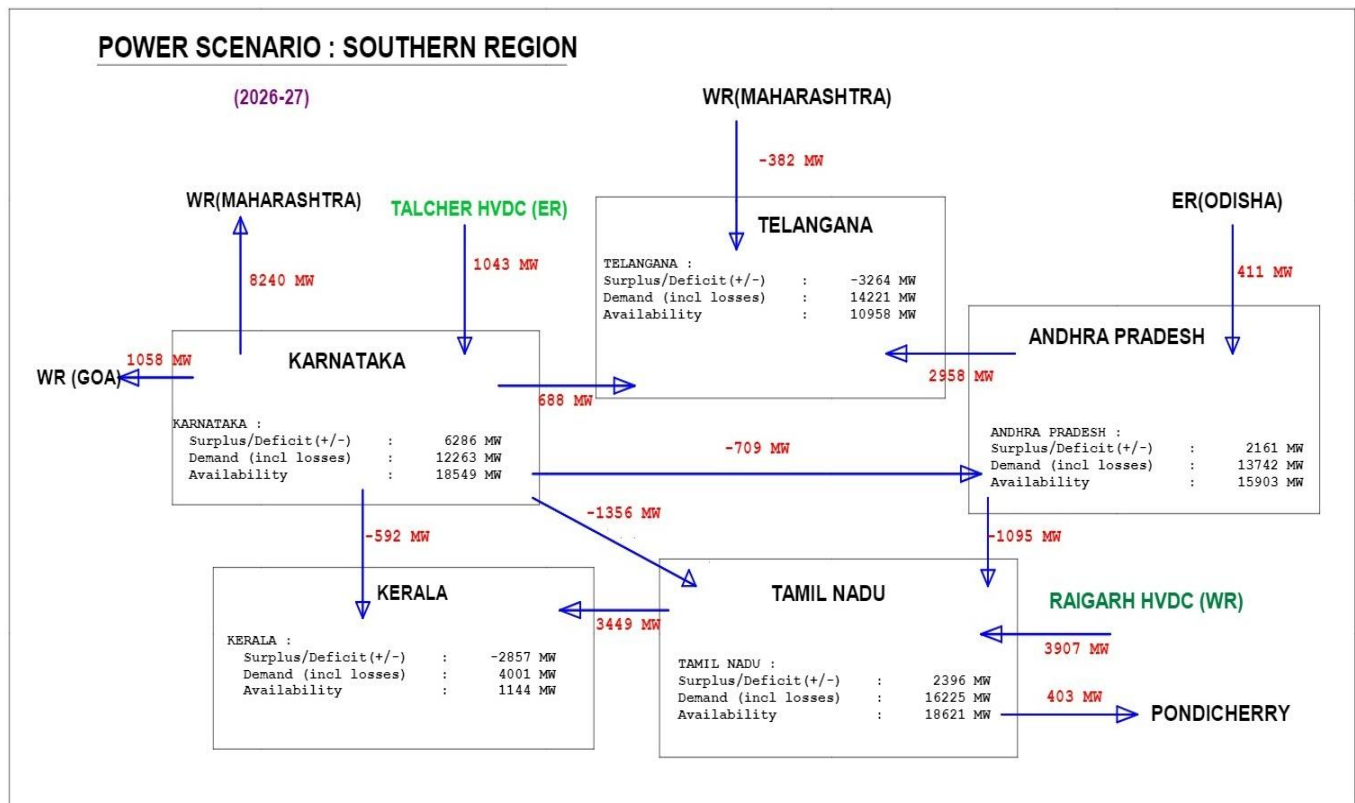 POWER SCENARIO : SOUTHERN REGION
(2026-27)
WR(MAHARASHTRA)
-382 MW
WR(MAHARASHTRA)
TALCHER HVDC (ER)
ER(ODISHA)
8240 MW
1043 MW
411 MW
TELANGANA
TELANGANA :
Surplus/Deficit(+/-) : -3264 MW
Demand (incl losses) : 14221 MW
Availability : 10958 MW
WR (GOA)
1058 MW
KARNATAKA
688 MW
2958 MW
ANDHRA PRADESH
KARNATAKA :
Surplus/Deficit(+/-) : 6286 MW
Demand (incl losses) : 12263 MW
Availability : 18549 MW
-709 MW
ANDHRA PRADESH :
Surplus/Deficit(+/-) : 2161 MW
Demand (incl losses) : 13742 MW
Availability : 15903 MW
-592 MW
-1356 MW
-1095 MW
KERALA
3449 MW
TAMIL NADU
RAIGARH HVDC (WR)
3907 MW
KERALA :
Surplus/Deficit(+/-) : -2857 MW
Demand (incl losses) : 4001 MW
Availability : 1144 MW
TAMIL NADU :
Surplus/Deficit(+/-) : 2396 MW
Demand (incl losses) : 16225 MW
Availability : 18621 MW
403 MW
PONDICHERRY